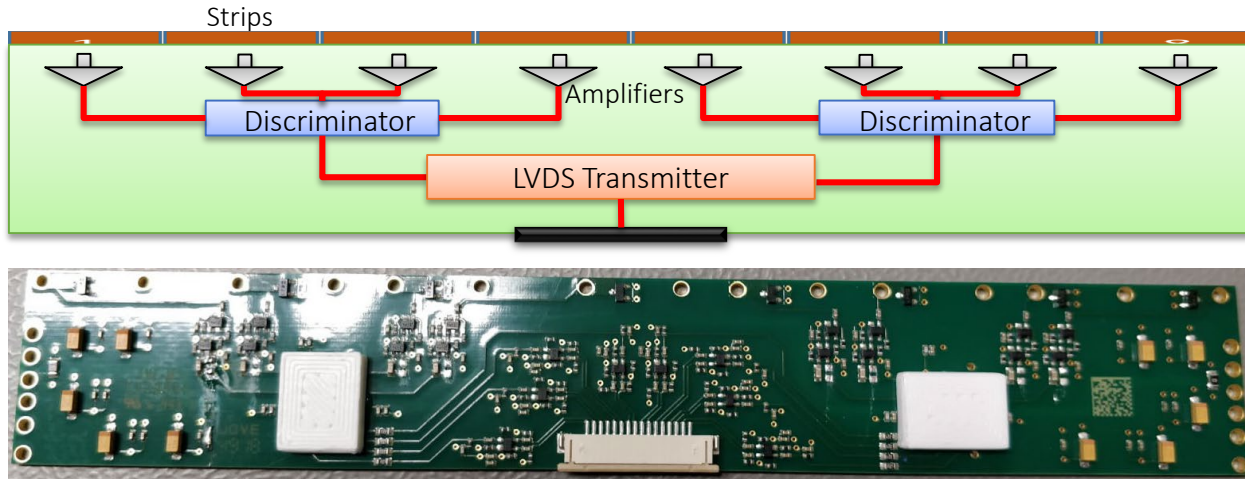 Strips
Amplifiers
Discriminator
Discriminator
LVDS Transmitter